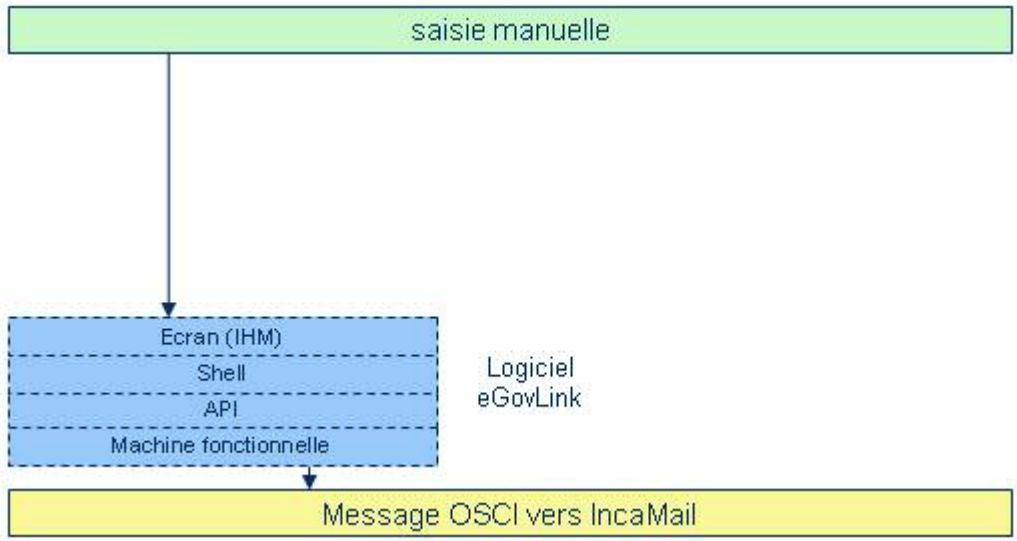 saisie manuelle
Ecran (IHM)
Shell
API
Machine fonctionnelle
Logiciel
eGovLink
Message OSCI vers IncaMail